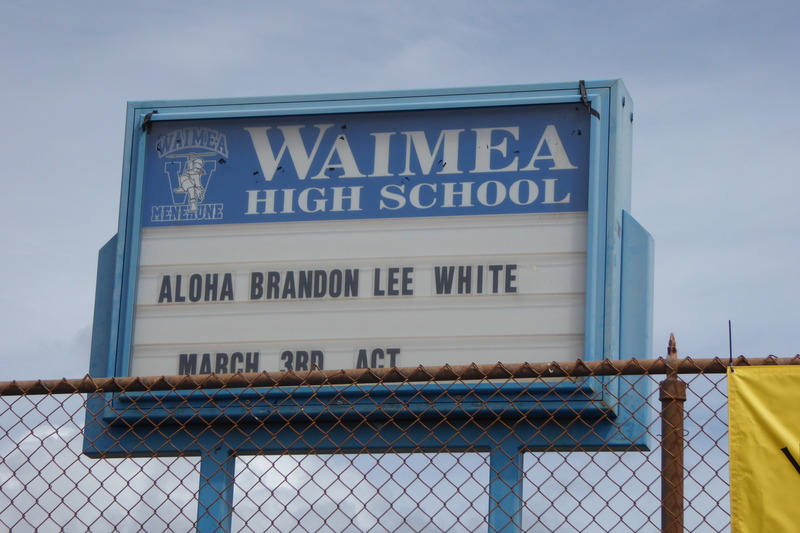 WAIMEA
W
MENEHUNE
WAIMEA
HIGH SCHOOL
ALOHA BRANDON LEE WHITE
MARCH 3RD ACT